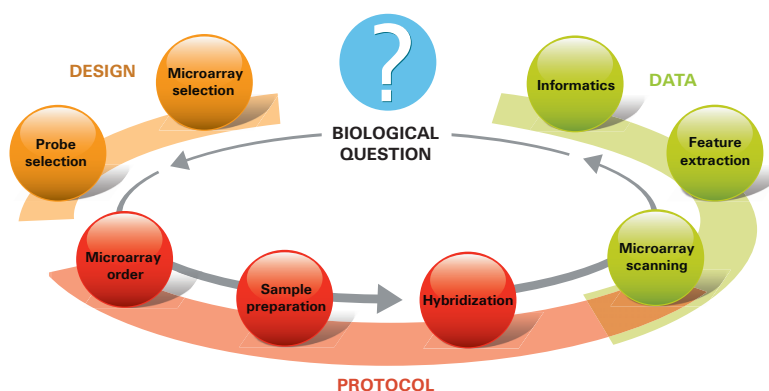 ?
DESIGN
Microarray
selection
Probe
selection
BIOLOGICAL
QUESTION
Informatics
DATA
Feature
extraction
Microarray
order
Sample
preparation
Hybridization
Microarray
scanning
PROTOCOL